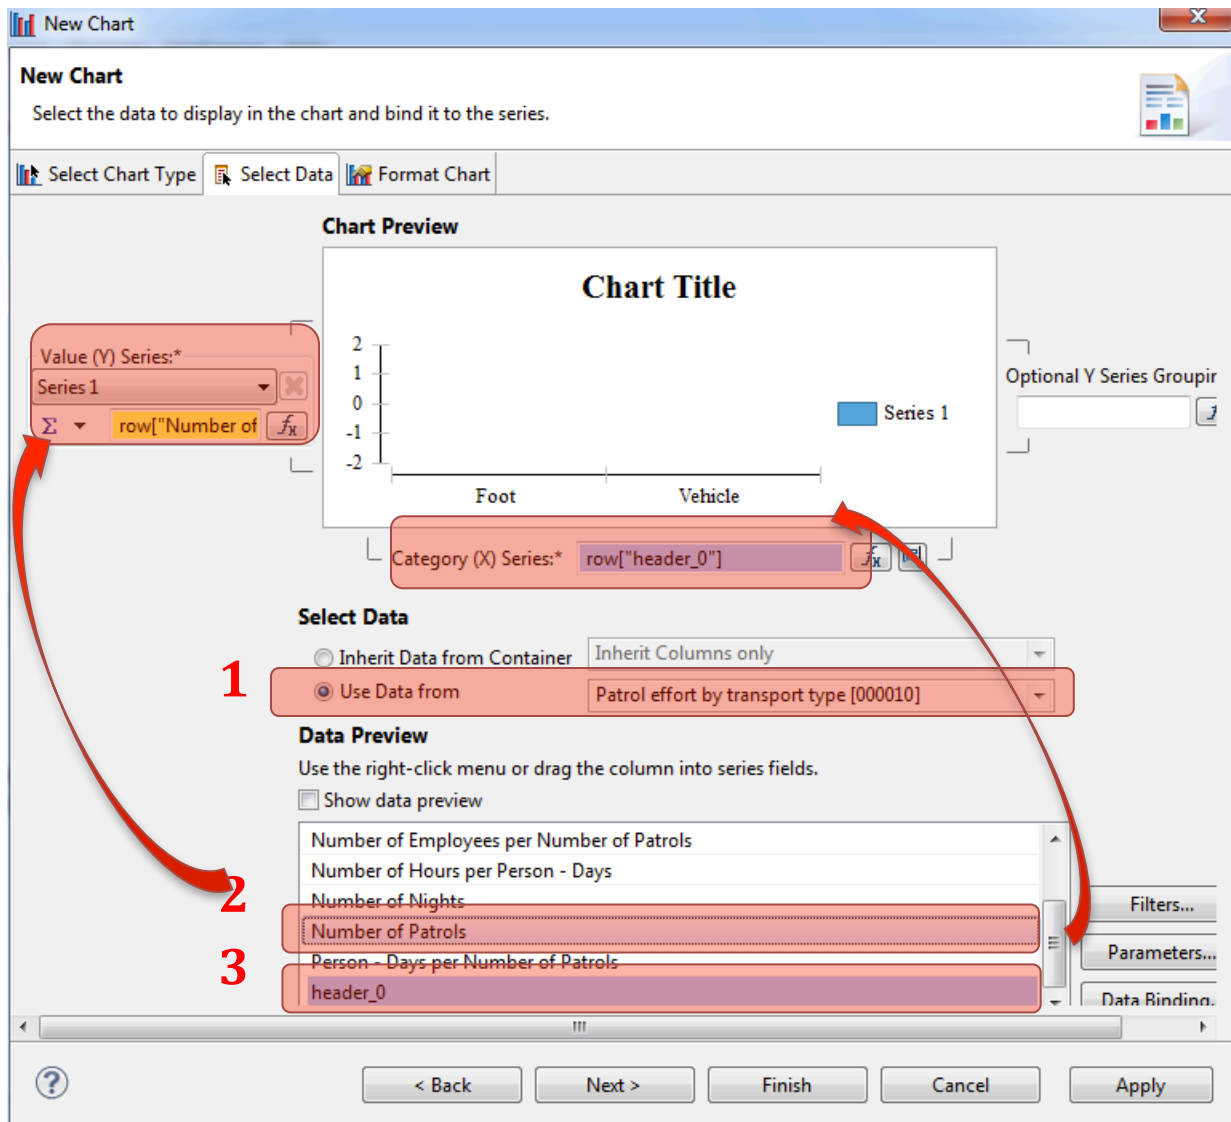 New Chart
X
New Chart
Select the data to display in the chart and bind it to the series.
Select Chart Type
Select Data
Format Chart
Chart Preview
Chart Title
2
1
0
-1
-2
Foot
Vehicle
Series 1
Value (Y) Series:*
Series 1
Σ
row["Number of
fx
Optional Y Series Groupin
Category (X) Series:*
row["header_0"]
fx
Select Data
Inherit Data from Container
Inherit Columns only
1
Use Data from
Patrol effort by transport type [000010]
Data Preview
Use the right-click menu or drag the column into series fields.
Show data preview
Number of Employees per Number of Patrols
Number of Hours per Person - Days
2
Number of Nights
Number of Patrols
3
Person - Days per Number of Patrols
header_0
Filters...
Parameters...
Data Binding.
?
< Back
Next >
Finish
Cancel
Apply